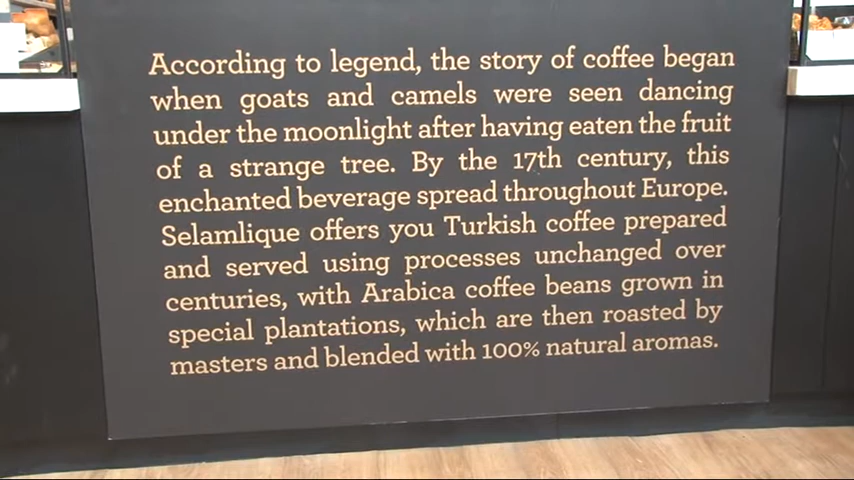 According to legend, the story of coffee began
when goats and camels were seen dancing
under the moonlight after having eaten the fruit
of a strange tree. By the 17th century, this
enchanted beverage spread throughout Europe.
Selamlique offers you Turkish coffee prepared
and served using processes unchanged over
centuries, with Arabica coffee beans grown in
special plantations, which are then roasted by
masters and blended with 100% natural aromas.